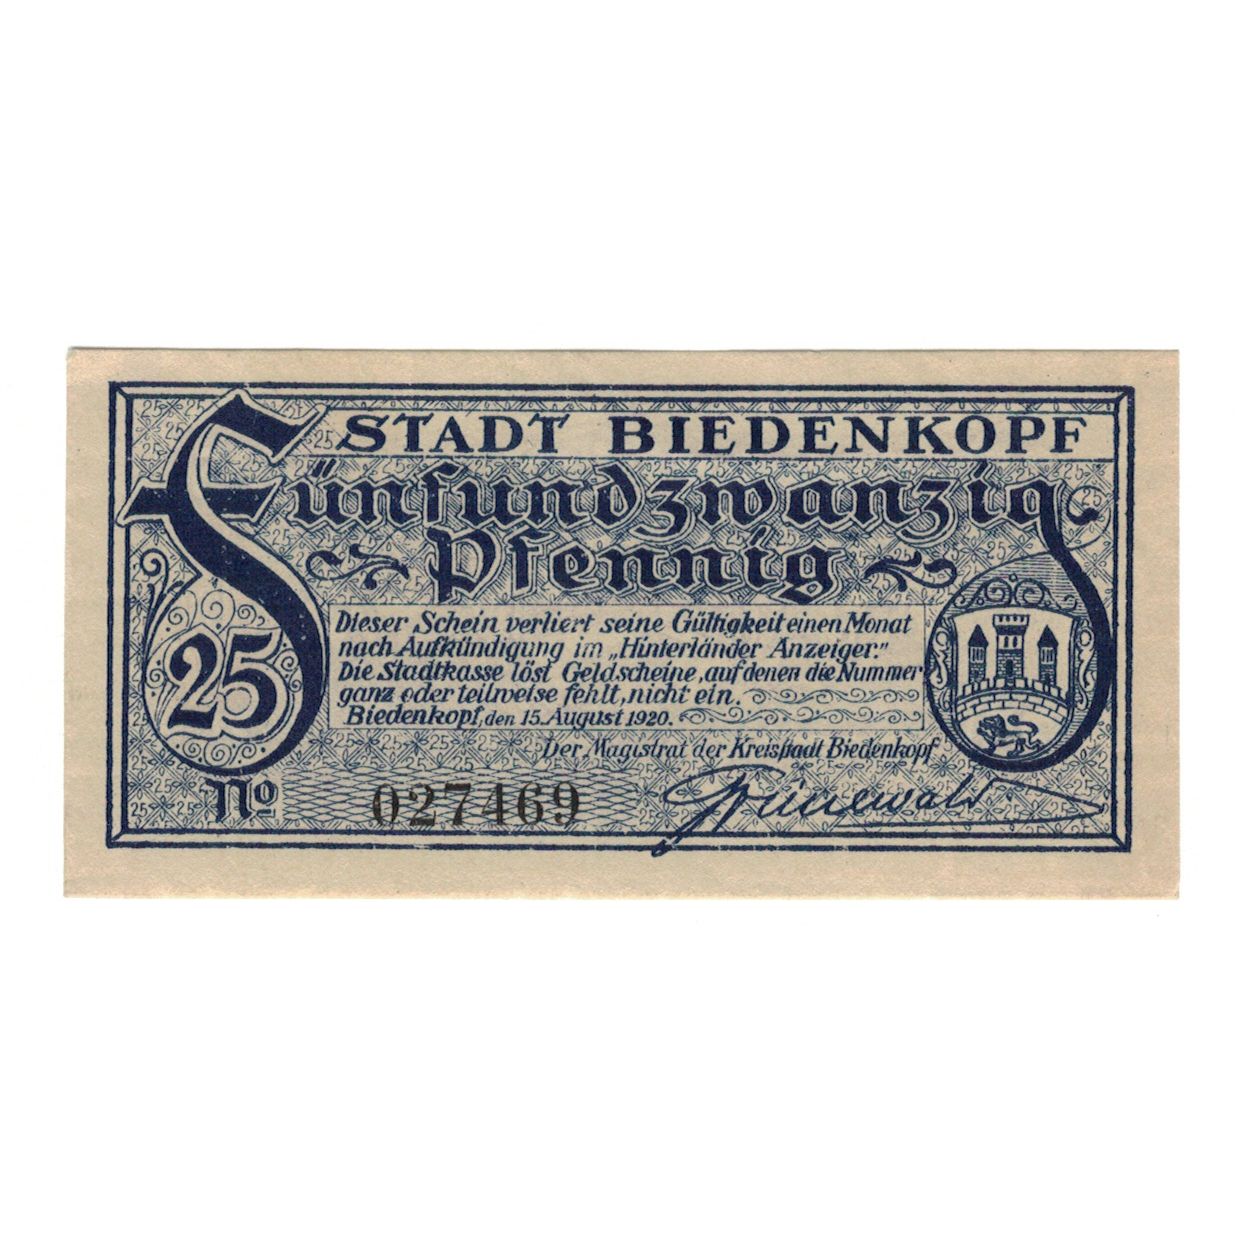 STADT BIEDENKOPF
Fünfundzwanzig
Pfennig
25
Dieser Schein verliert seine Gültigkeit einen Monat
nach Aufkündigung im „Hinterländer Anzeiger."
Die Stadtkasse löst Geldscheine, auf denen die Nummer
ganz oder teilweise fehlt, nicht ein.
Biedenkopf, den 15. August 1920.
Der Magistrat der Kreisstadt Biedenkopf
No 027469
Grünewald